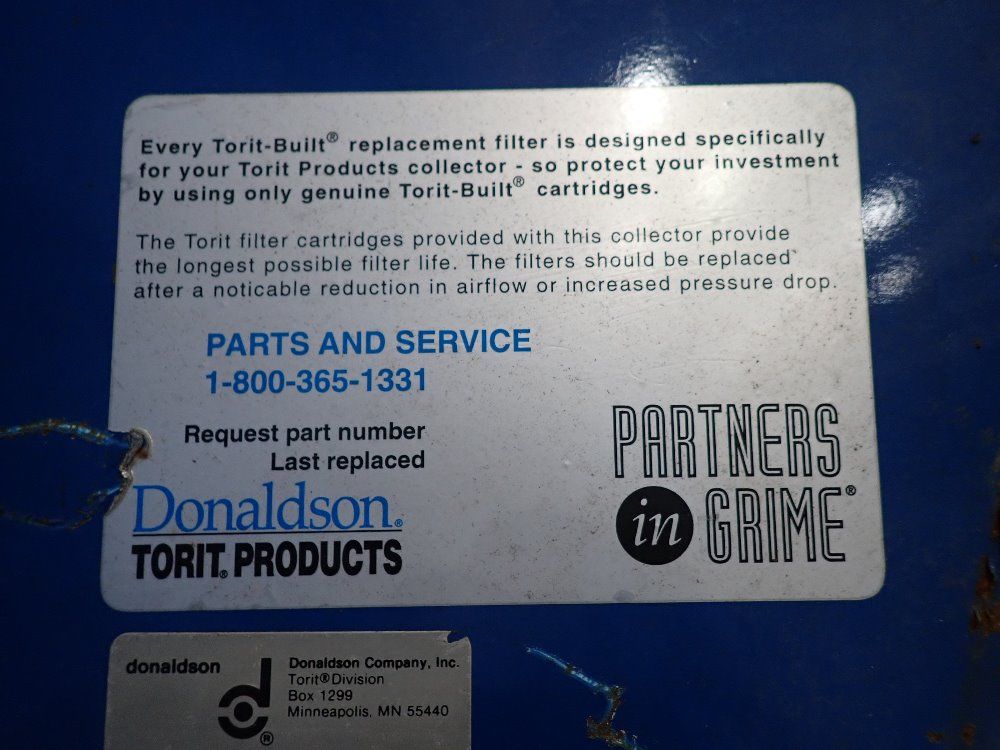 Every Torit-Built® replacement filter is designed specifically
for your Torit Products collector - so protect your investment
by using only genuine Torit-Built® cartridges.
The Torit filter cartridges provided with this collector provide
the longest possible filter life. The filters should be replaced
after a noticable reduction in airflow or increased pressure drop.
PARTS AND SERVICE
1-800-365-1331
Request part number
Last replaced
Donaldson®
TORIT® PRODUCTS
PARTNERS
in GRIME®
donaldson
d®
Donaldson Company, Inc.
Torit® Division
Box 1299
Minneapolis, MN 55440